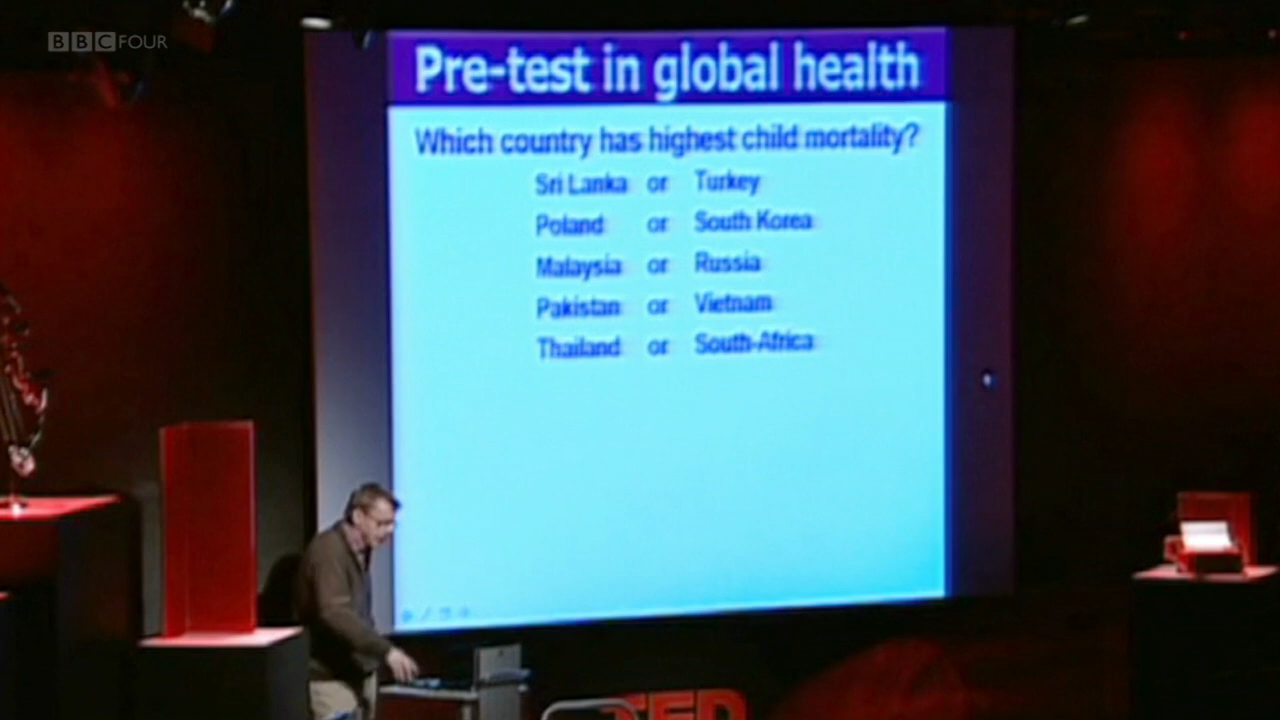 BBC FOUR
Pre-test in global health
Which country has highest child mortality?
Sri Lanka or Turkey
Poland or South Korea
Malaysia or Russia
Pakistan or Vietnam
Thailand or South-Africa
TED